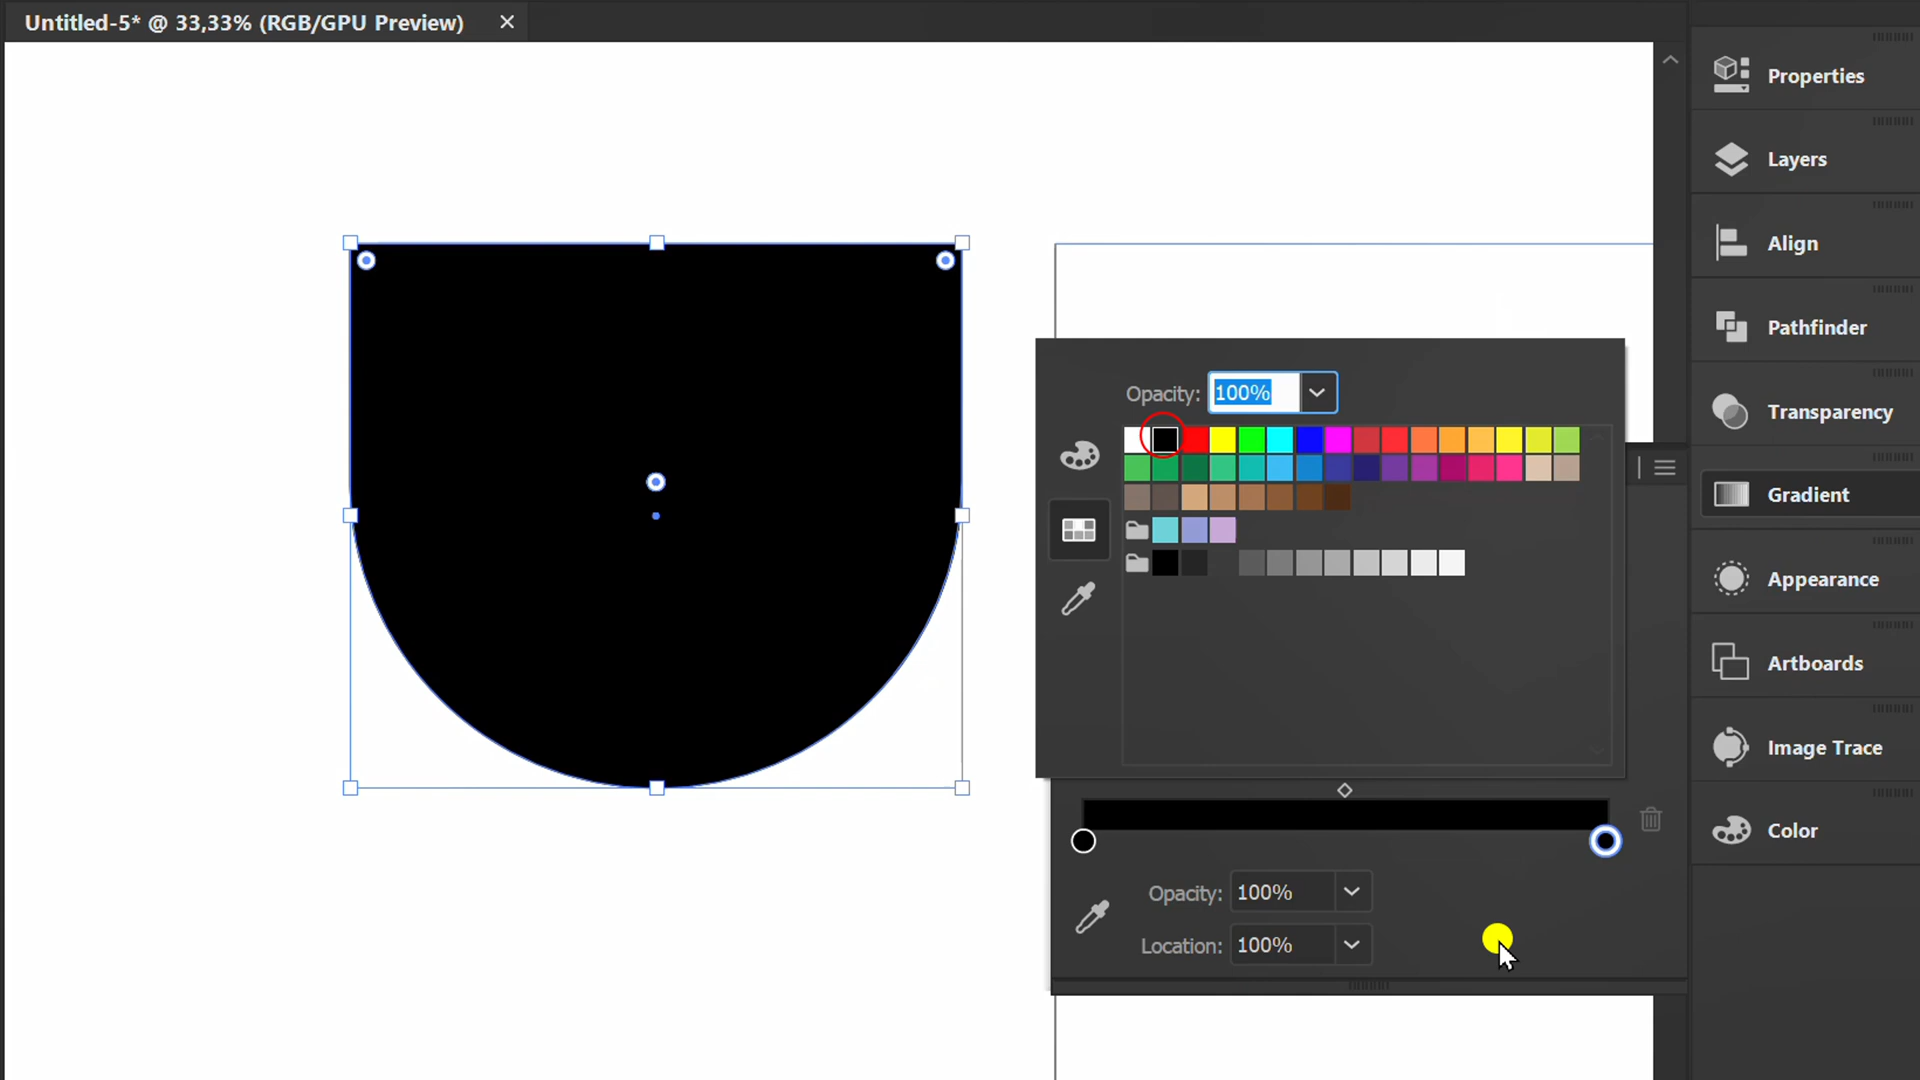 Untitled-5* @ 33,33% (RGB/GPU Preview)
Properties
Layers
Align
Pathfinder
Opacity: 100%
Transparency
Gradient
Appearance
Artboards
Image Trace
Color
Opacity: 100%
Location: 100%